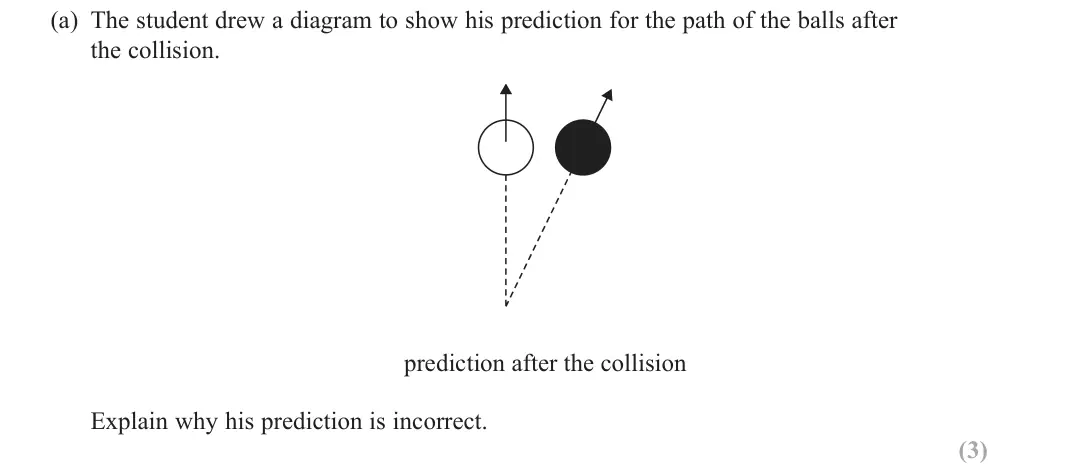 (a) The student drew a diagram to show his prediction for the path of the balls after
the collision.
prediction after the collision
Explain why his prediction is incorrect.
(3)